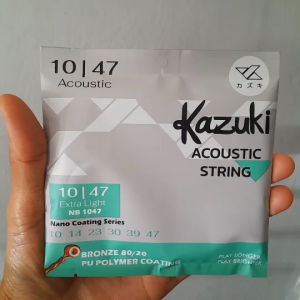 10|47
Acoustic
カズキ
Kazuki
ACOUSTIC
STRING
10|47
Extra Light
NB 1047
Nano Coating Series
10 14 23 30 39 47
BRONZE 80/20
PU POLYMER COATING
PLAY LONGER
PLAY BRIGHTER